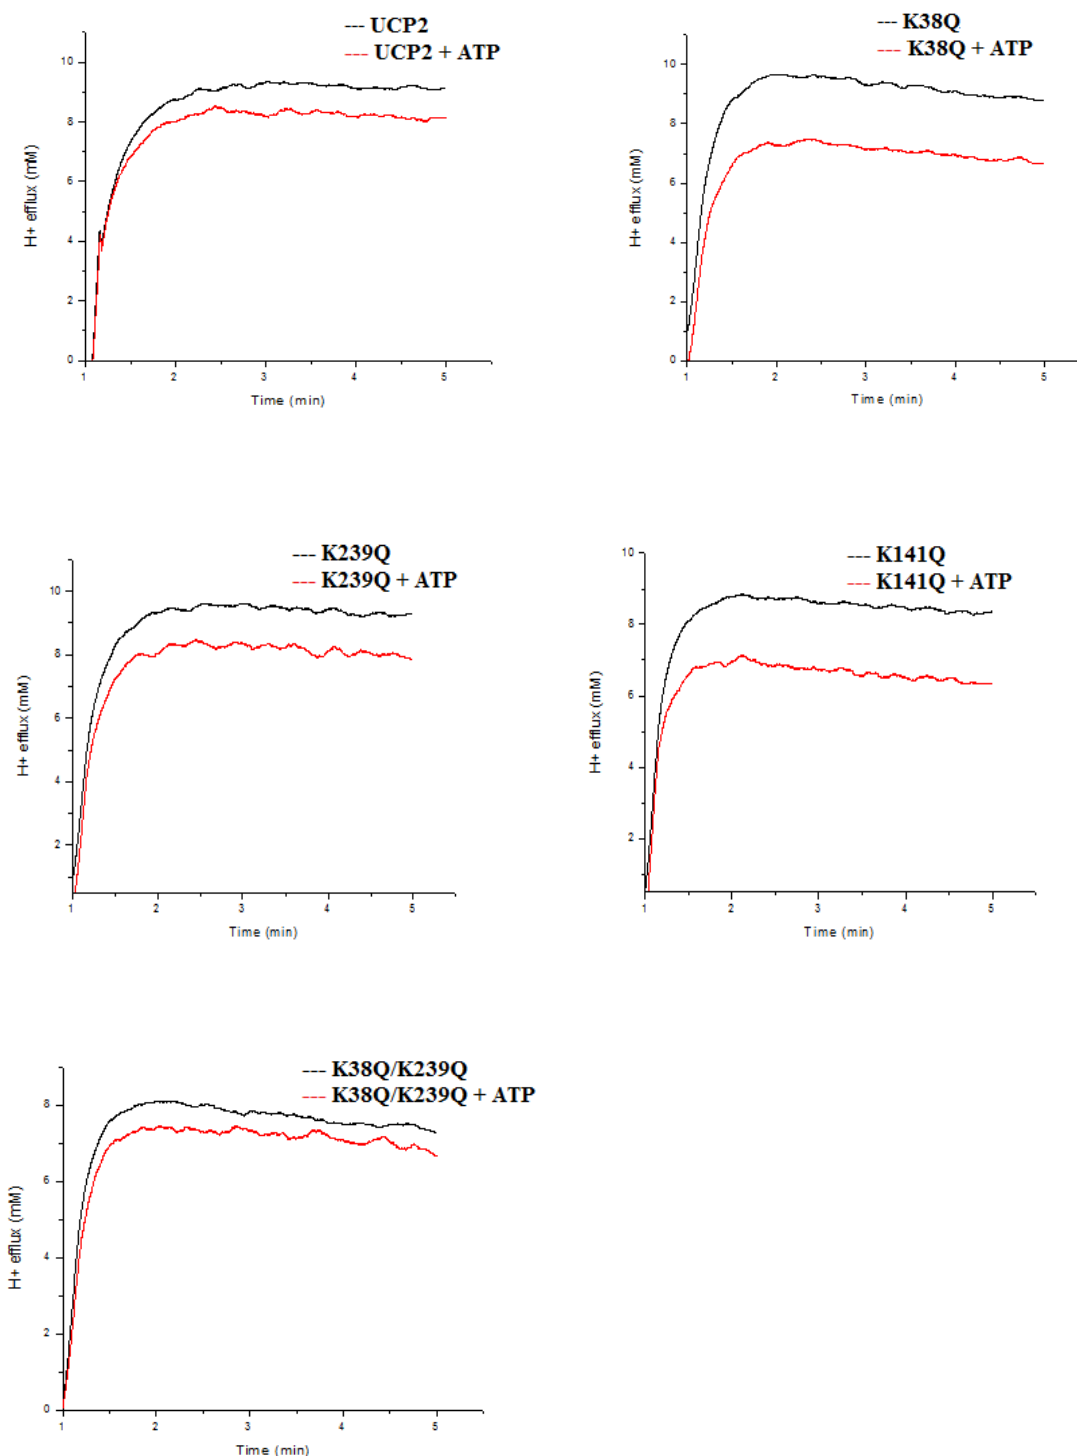 --- UCP2
--- UCP2 + ATP
10
8
6
4
2
0
H+ efflux (mM)
1 2 3 4 5
Time (min)
--- K38Q
--- K38Q + ATP
10
8
6
4
2
0
H+ efflux (mM)
1 2 3 4 5
Time (min)
--- K239Q
--- K239Q + ATP
10
8
6
4
2
H+ efflux (mM)
1 2 3 4 5
Time (min)
--- K141Q
--- K141Q + ATP
10
8
6
4
2
H+ efflux (mM)
1 2 3 4 5
Time (min)
--- K38Q/K239Q
--- K38Q/K239Q + ATP
8
6
4
2
0
H+ efflux (mM)
1 2 3 4 5
Time (min)